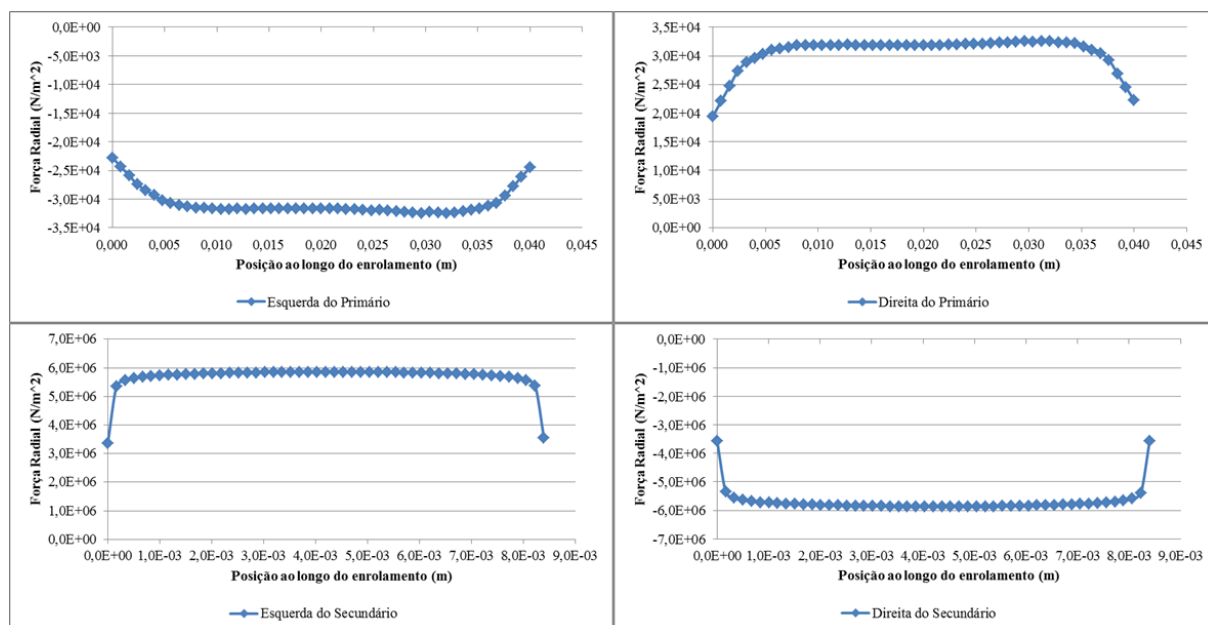 Força Radial (N/m^2)
0,0E+00
-5,0E+03
-1,0E+04
-1,5E+04
-2,0E+04
-2,5E+04
-3,0E+04
-3,5E+04
0,000 0,005 0,010 0,015 0,020 0,025 0,030 0,035 0,040 0,045
Posição ao longo do enrolamento (m)
Esquerda do Primário
Força Radial (N/m^2)
3,5E+04
3,0E+04
2,5E+04
2,0E+04
1,5E+04
1,0E+04
5,0E+03
0,0E+00
0,000 0,005 0,010 0,015 0,020 0,025 0,030 0,035 0,040 0,045
Posição ao longo do enrolamento (m)
Direita do Primário
Força Radial (N/m^2)
7,0E+06
6,0E+06
5,0E+06
4,0E+06
3,0E+06
2,0E+06
1,0E+06
0,0E+00
0,0E+00 1,0E-03 2,0E-03 3,0E-03 4,0E-03 5,0E-03 6,0E-03 7,0E-03 8,0E-03 9,0E-03
Posição ao longo do enrolamento (m)
Esquerda do Secundário
Força Radial (N/m^2)
0,0E+00
-1,0E+06
-2,0E+06
-3,0E+06
-4,0E+06
-5,0E+06
-6,0E+06
-7,0E+06
0,0E+00 1,0E-03 2,0E-03 3,0E-03 4,0E-03 5,0E-03 6,0E-03 7,0E-03 8,0E-03 9,0E-03
Posição ao longo do enrolamento (m)
Direita do Secundário